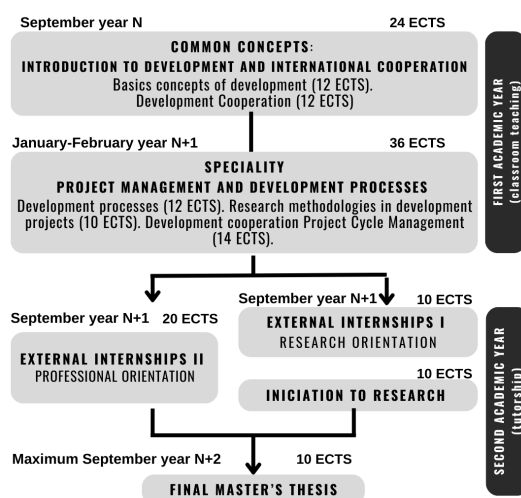 September year N 24 ECTS
COMMON CONCEPTS:
INTRODUCTION TO DEVELOPMENT AND INTERNATIONAL COOPERATION
Basics concepts of development (12 ECTS).
Development Cooperation (12 ECTS)
FIRST ACADEMIC YEAR
(classroom teaching)
January-February year N+1 36 ECTS
SPECIALITY
PROJECT MANAGEMENT AND DEVELOPMENT PROCESSES
Development processes (12 ECTS). Research methodologies in development
projects (10 ECTS). Development cooperation Project Cycle Management
(14 ECTS).
September year N+1 20 ECTS
EXTERNAL INTERNSHIPS II
PROFESSIONAL ORIENTATION
September year N+1 10 ECTS
EXTERNAL INTERNSHIPS I
RESEARCH ORIENTATION
10 ECTS
INICIATION TO RESEARCH
SECOND ACADEMIC YEAR
(tutorship)
Maximum September year N+2 10 ECTS
FINAL MASTER'S THESIS